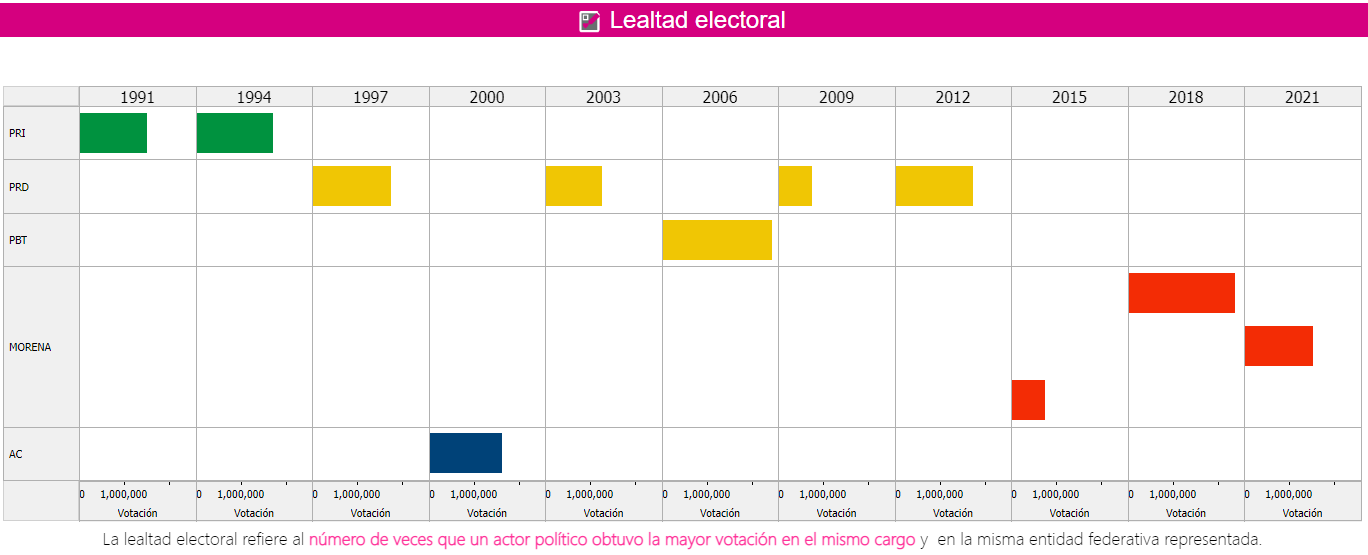 Lealtad electoral
1991 1994 1997 2000 2003 2006 2009 2012 2015 2018 2021
PRI
PRD
PBT
MORENA
AC
0 1,000,000 0 1,000,000 0 1,000,000 0 1,000,000 0 1,000,000 0 1,000,000 0 1,000,000 0 1,000,000 0 1,000,000 0 1,000,000 0 1,000,000
Votación Votación Votación Votación Votación Votación Votación Votación Votación Votación Votación
La lealtad electoral refiere al número de veces que un actor político obtuvo la mayor votación en el mismo cargo y en la misma entidad federativa representada.